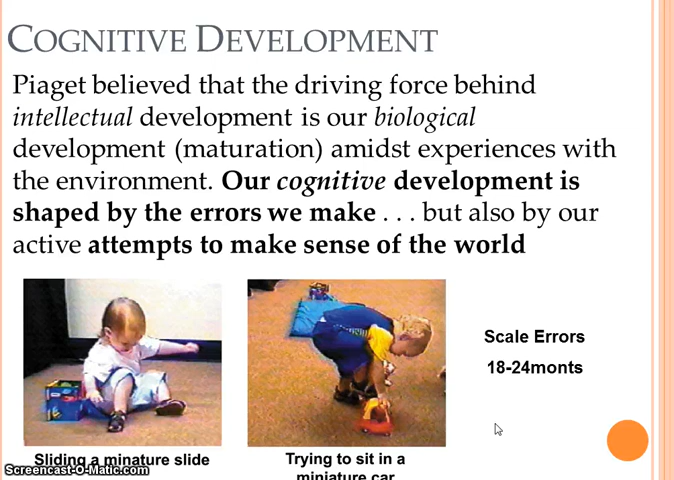 COGNITIVE DEVELOPMENT
Piaget believed that the driving force behind
intellectual development is our biological
development (maturation) amidst experiences with
the environment. Our cognitive development is
shaped by the errors we make . . . but also by our
active attempts to make sense of the world
Scale Errors
18-24monts
Sliding a minature slide
Trying to sit in a
miniature car
Screencast-O-Matic.com